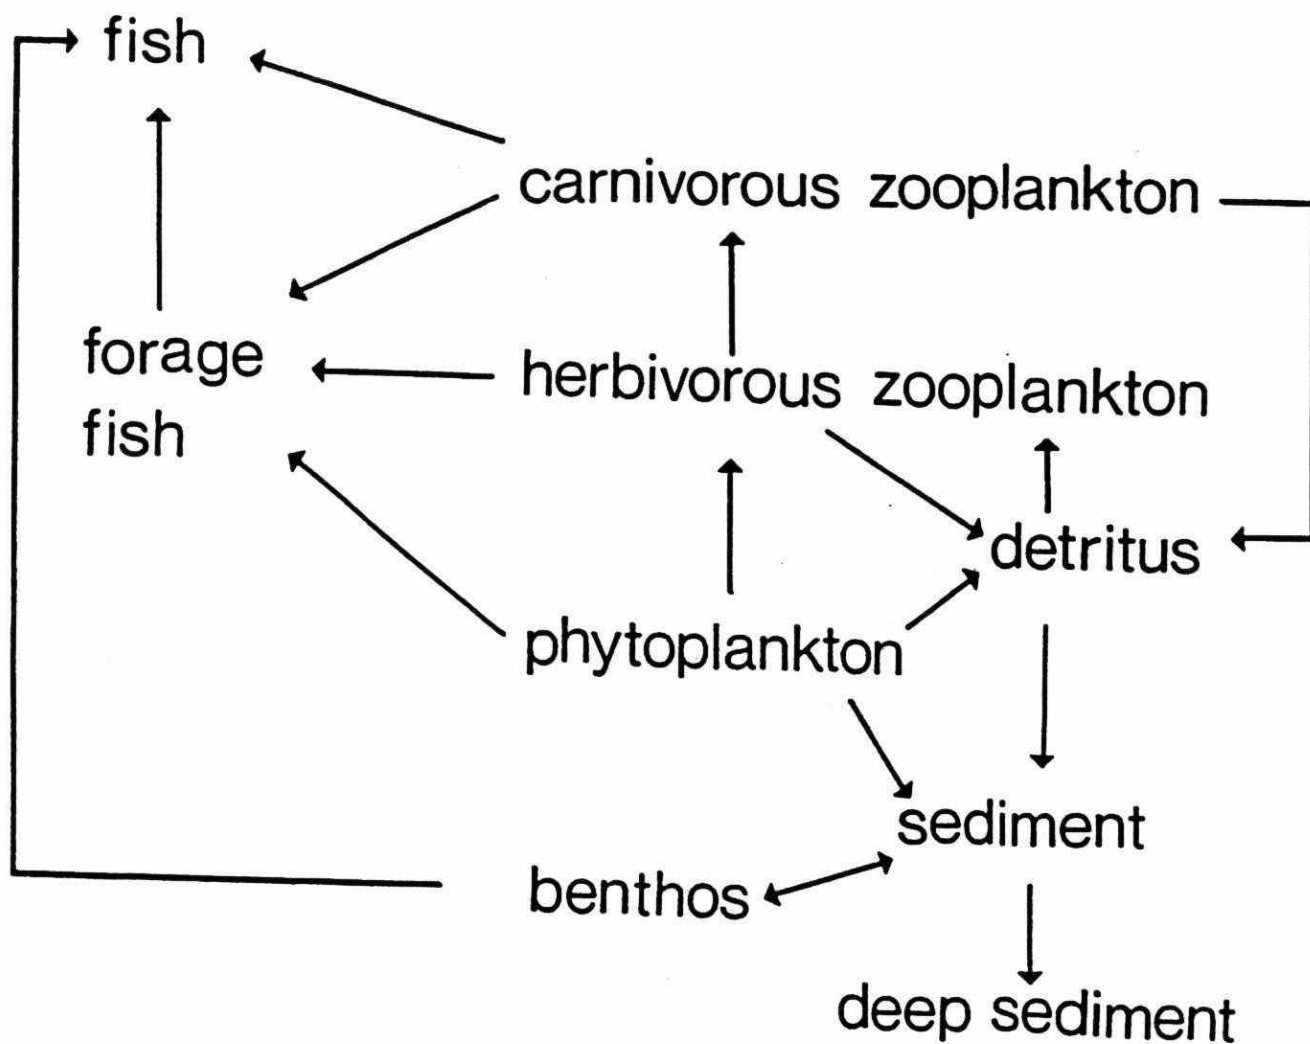 fish
carnivorous zooplankton
forage
fish
herbivorous zooplankton
detritus
phytoplankton
sediment
benthos
deep sediment